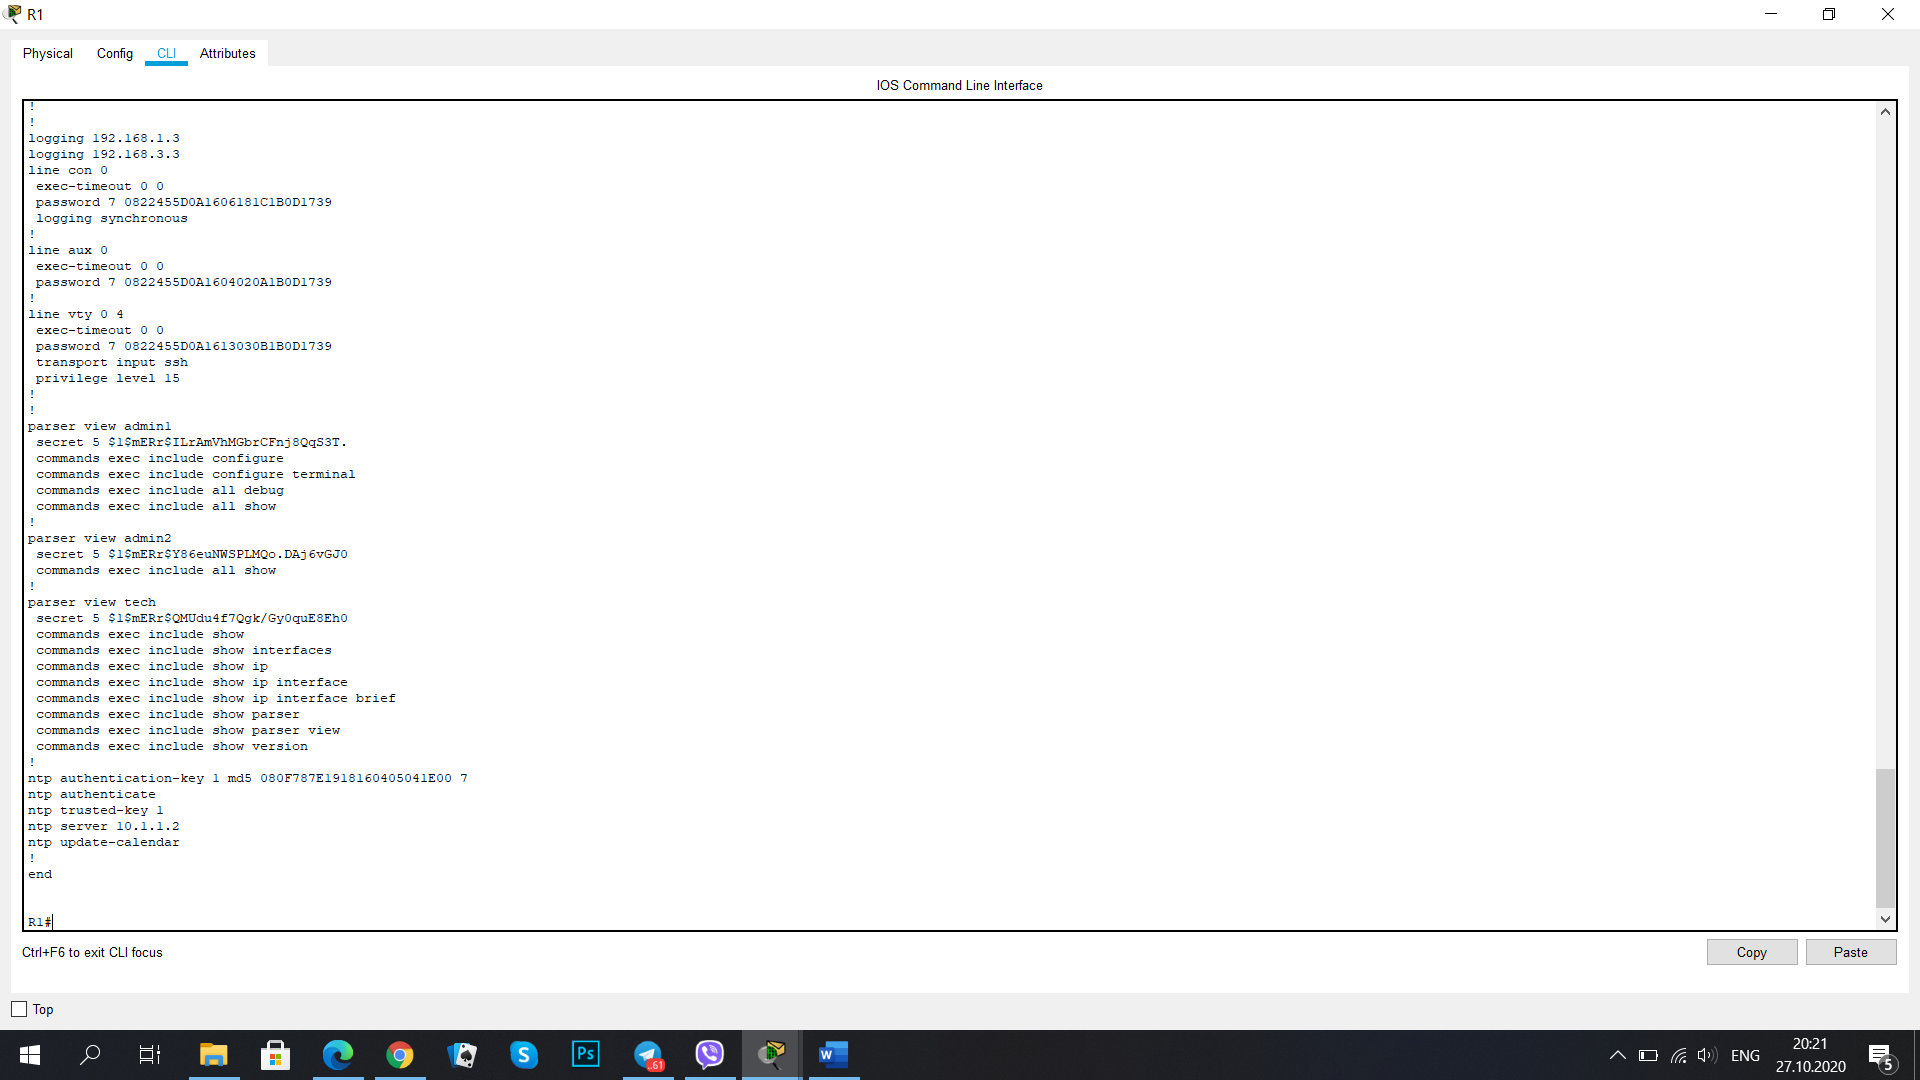 R1
Physical Config CLI Attributes
IOS Command Line Interface
!
!
logging 192.168.1.3
logging 192.168.3.3
line con 0
 exec-timeout 0 0
 password 7 0822455D0A1606181C1B0D1739
 logging synchronous
!
line aux 0
 exec-timeout 0 0
 password 7 0822455D0A1604020A1B0D1739
!
line vty 0 4
 exec-timeout 0 0
 password 7 0822455D0A1613030B1B0D1739
 transport input ssh
 privilege level 15
!
!
parser view admin1
 secret 5 $1$mERr$ILrAmVhMGbrCFnj8QqS3T.
 commands exec include configure
 commands exec include configure terminal
 commands exec include all debug
 commands exec include all show
!
parser view admin2
 secret 5 $1$mERr$Y86euNWSPLMQo.DAj6vGJ0
 commands exec include all show
!
parser view tech
 secret 5 $1$mERr$QMUdu4f7Qgk/Gy0quE8Eh0
 commands exec include show
 commands exec include show interfaces
 commands exec include show ip
 commands exec include show ip interface
 commands exec include show ip interface brief
 commands exec include show parser
 commands exec include show parser view
 commands exec include show version
!
ntp authentication-key 1 md5 080F787E1918160405041E00 7
ntp authenticate
ntp trusted-key 1
ntp server 10.1.1.2
ntp update-calendar
!
end
R1#
Ctrl+F6 to exit CLI focus
Copy Paste
Top
Ps
..61
W
ENG
20:21
27.10.2020
5